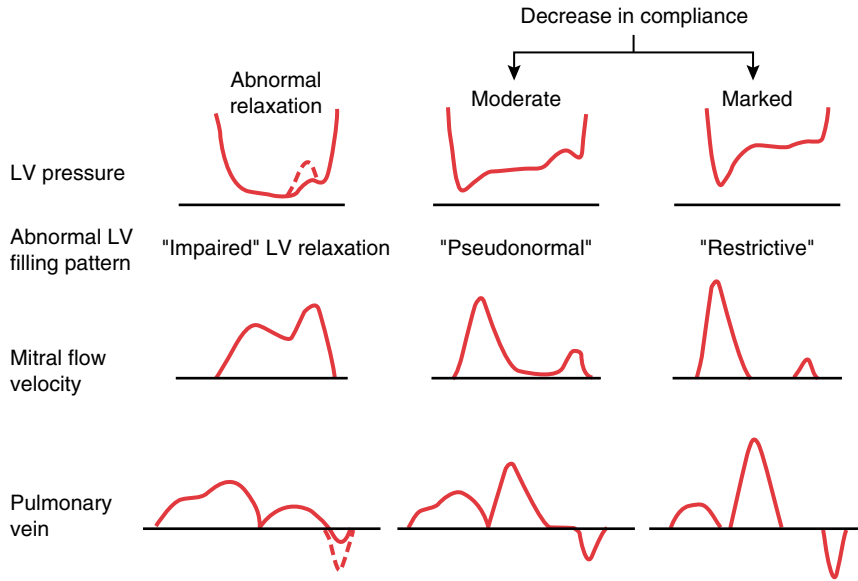 Decrease in compliance
Abnormal
relaxation
Moderate
Marked
LV pressure
Abnormal LV
filling pattern
"Impaired" LV relaxation
"Pseudonormal"
"Restrictive"
Mitral flow
velocity
Pulmonary
vein